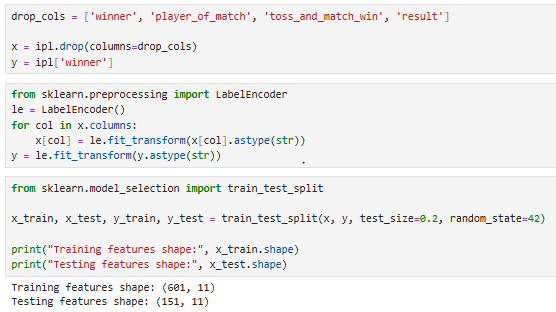 drop_cols = ['winner', 'player_of_match', 'toss_and_match_win', 'result']
x = ipl.drop(columns=drop_cols)
y = ipl['winner']
from sklearn.preprocessing import LabelEncoder
le = LabelEncoder()
for col in x.columns:
    x[col] = le.fit_transform(x[col].astype(str))
y = le.fit_transform(y.astype(str))
from sklearn.model_selection import train_test_split
x_train, x_test, y_train, y_test = train_test_split(x, y, test_size=0.2, random_state=42)
print("Training features shape:", x_train.shape)
print("Testing features shape:", x_test.shape)
Training features shape: (601, 11)
Testing features shape: (151, 11)